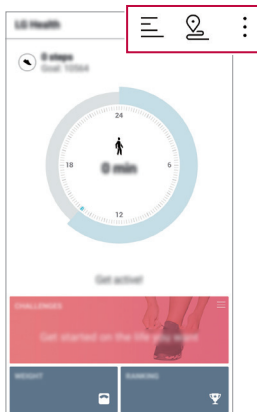 LG Health
0 steps
Goal: 10564
24
18
6
0 min
12
Get active!
CHALLENGES
Get started on the life you want
WEIGHT
RANKING